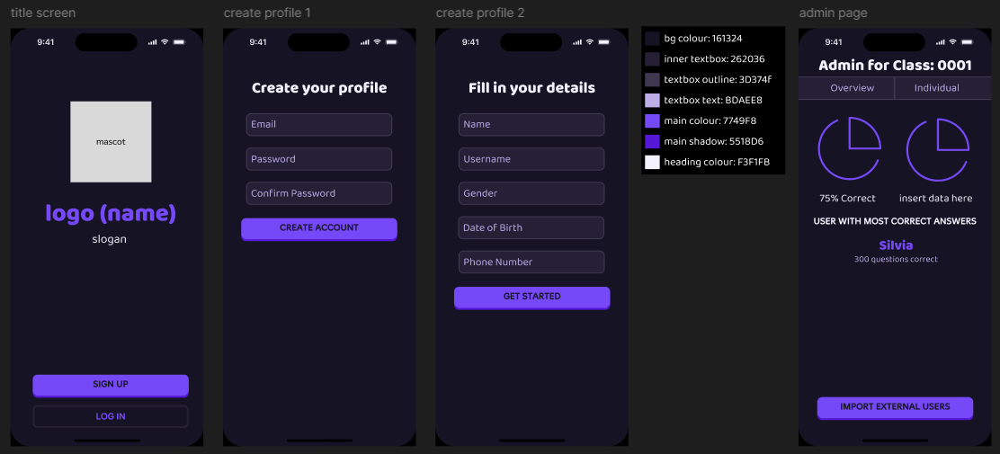 title screen
9:41
mascot
logo (name)
slogan
SIGN UP
LOG IN
create profile 1
9:41
Create your profile
Email
Password
Confirm Password
CREATE ACCOUNT
create profile 2
9:41
Fill in your details
Name
Username
Gender
Date of Birth
Phone Number
GET STARTED
bg colour: 161324
inner textbox: 262036
textbox outline: 3D374f
textbox text: BDAEE8
main colour: 7749F8
main shadow: 5518D6
heading colour: F3F1FB
admin page
9:41
Admin for Class: 0001
Overview
Individual
75% Correct
insert data here
USER WITH MOST CORRECT ANSWERS
Silvia
300 questions correct
IMPORT EXTERNAL USERS